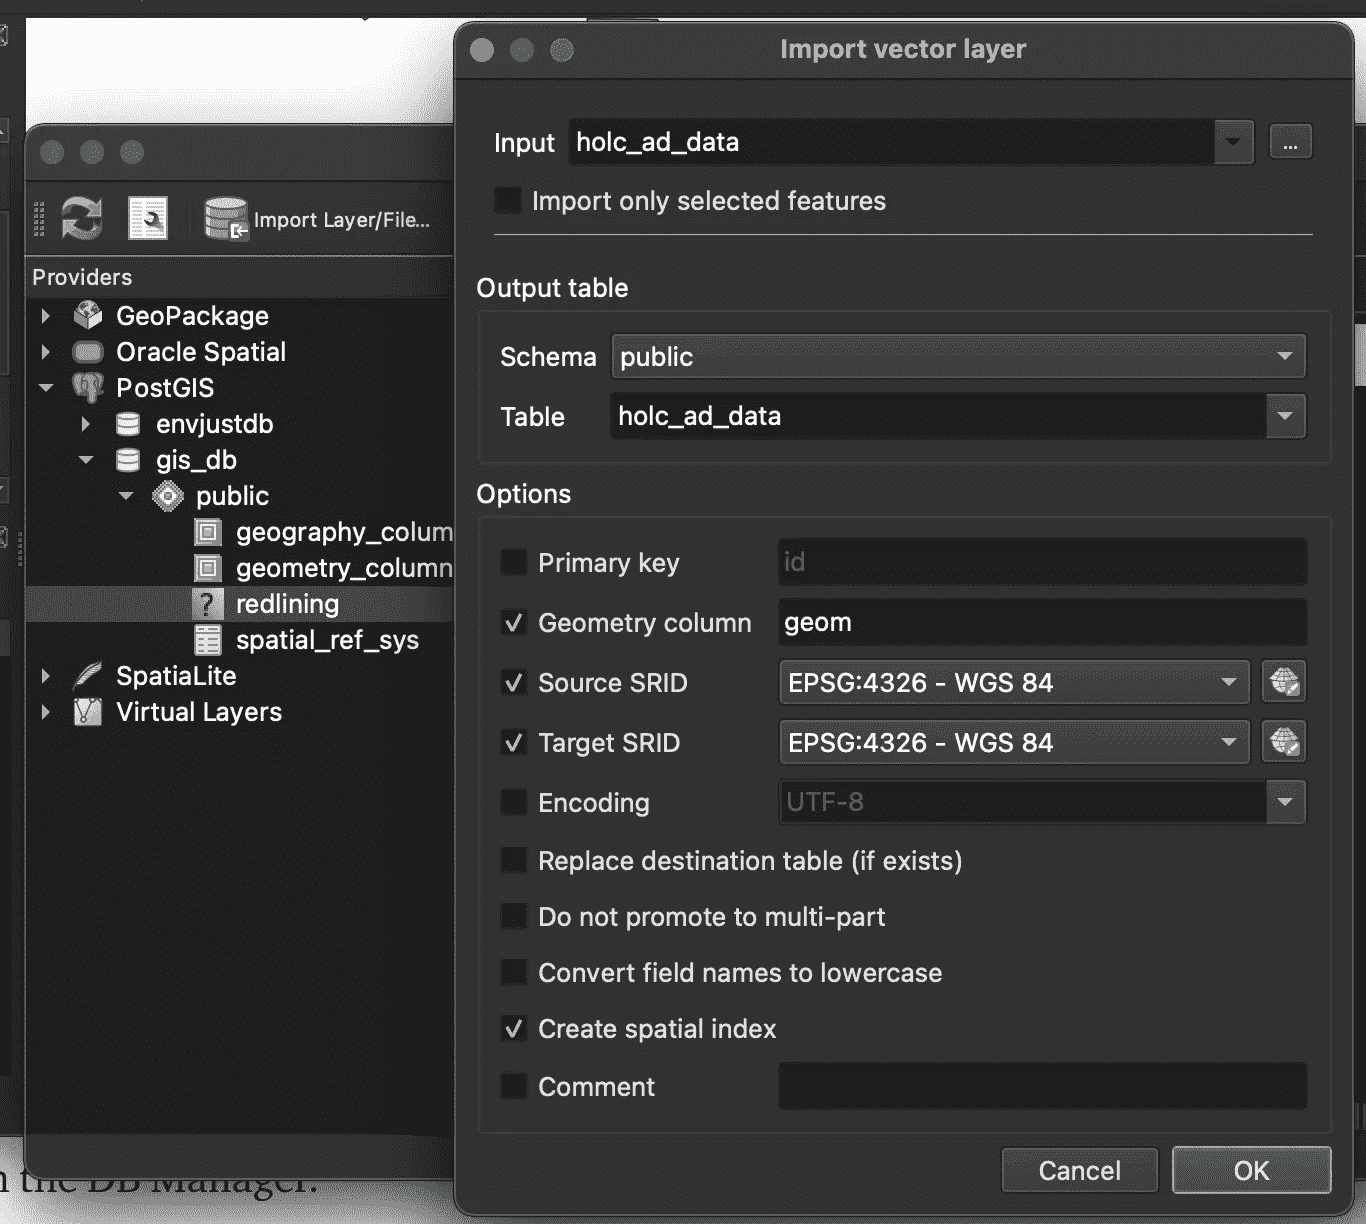 Import vector layer
Input holc_ad_data ...
Import only selected features
Import Layer/File...
Providers
GeoPackage
Oracle Spatial
PostGIS
envjustdb
gis_db
public
geography_colum
geometry_column
? redlining
spatial_ref_sys
SpatiaLite
Virtual Layers
Output table
Schema public
Table holc_ad_data
Options
Primary key id
Geometry column geom
Source SRID EPSG:4326 - WGS 84
Target SRID EPSG:4326 - WGS 84
Encoding UTF-8
Replace destination table (if exists)
Do not promote to multi-part
Convert field names to lowercase
Create spatial index
Comment
Cancel OK
n the DB Manager.